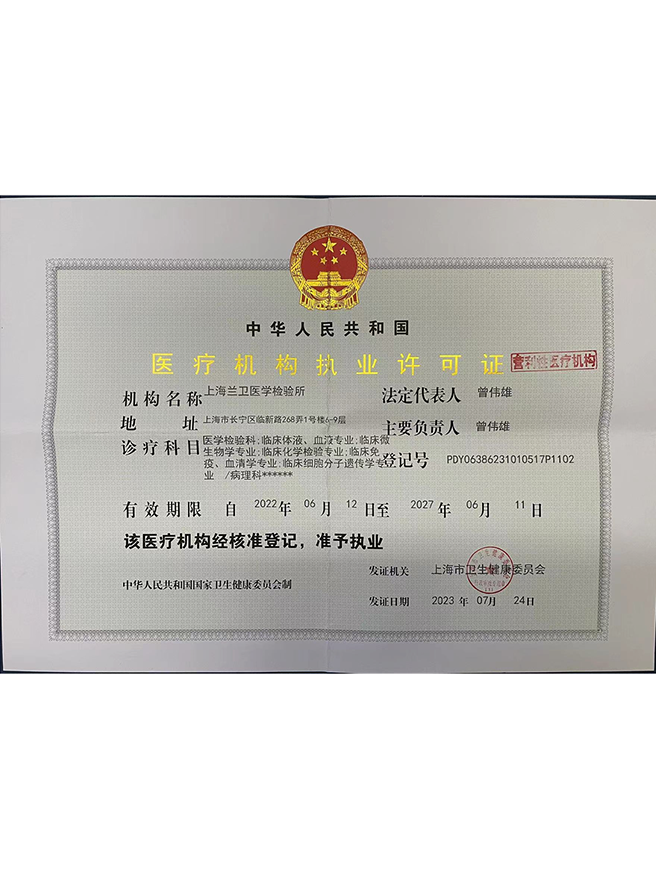 中华人民共和国
医疗机构执业许可证
营利性医疗机构
机构名称 上海兰卫医学检验所
法定代表人 曾伟雄
地 址 上海市长宁区临新路268弄1号楼6-9层
主要负责人 曾伟雄
诊疗科目 医学检验科;临床体液、血液专业;临床微
生物学专业;临床化学检验专业;临床免
疫、血清学专业;临床细胞分子遗传学专
业 /病理科******
登记号 PDY06386231010517P1102
有效期限 自 2022年 06 月 12 日至 2027 年 06 月 11 日
该医疗机构经核准登记，准予执业
发证机关 上海市卫生健康委员会
中华人民共和国国家卫生健康委员会制
发证日期 2023 年 07月 24日